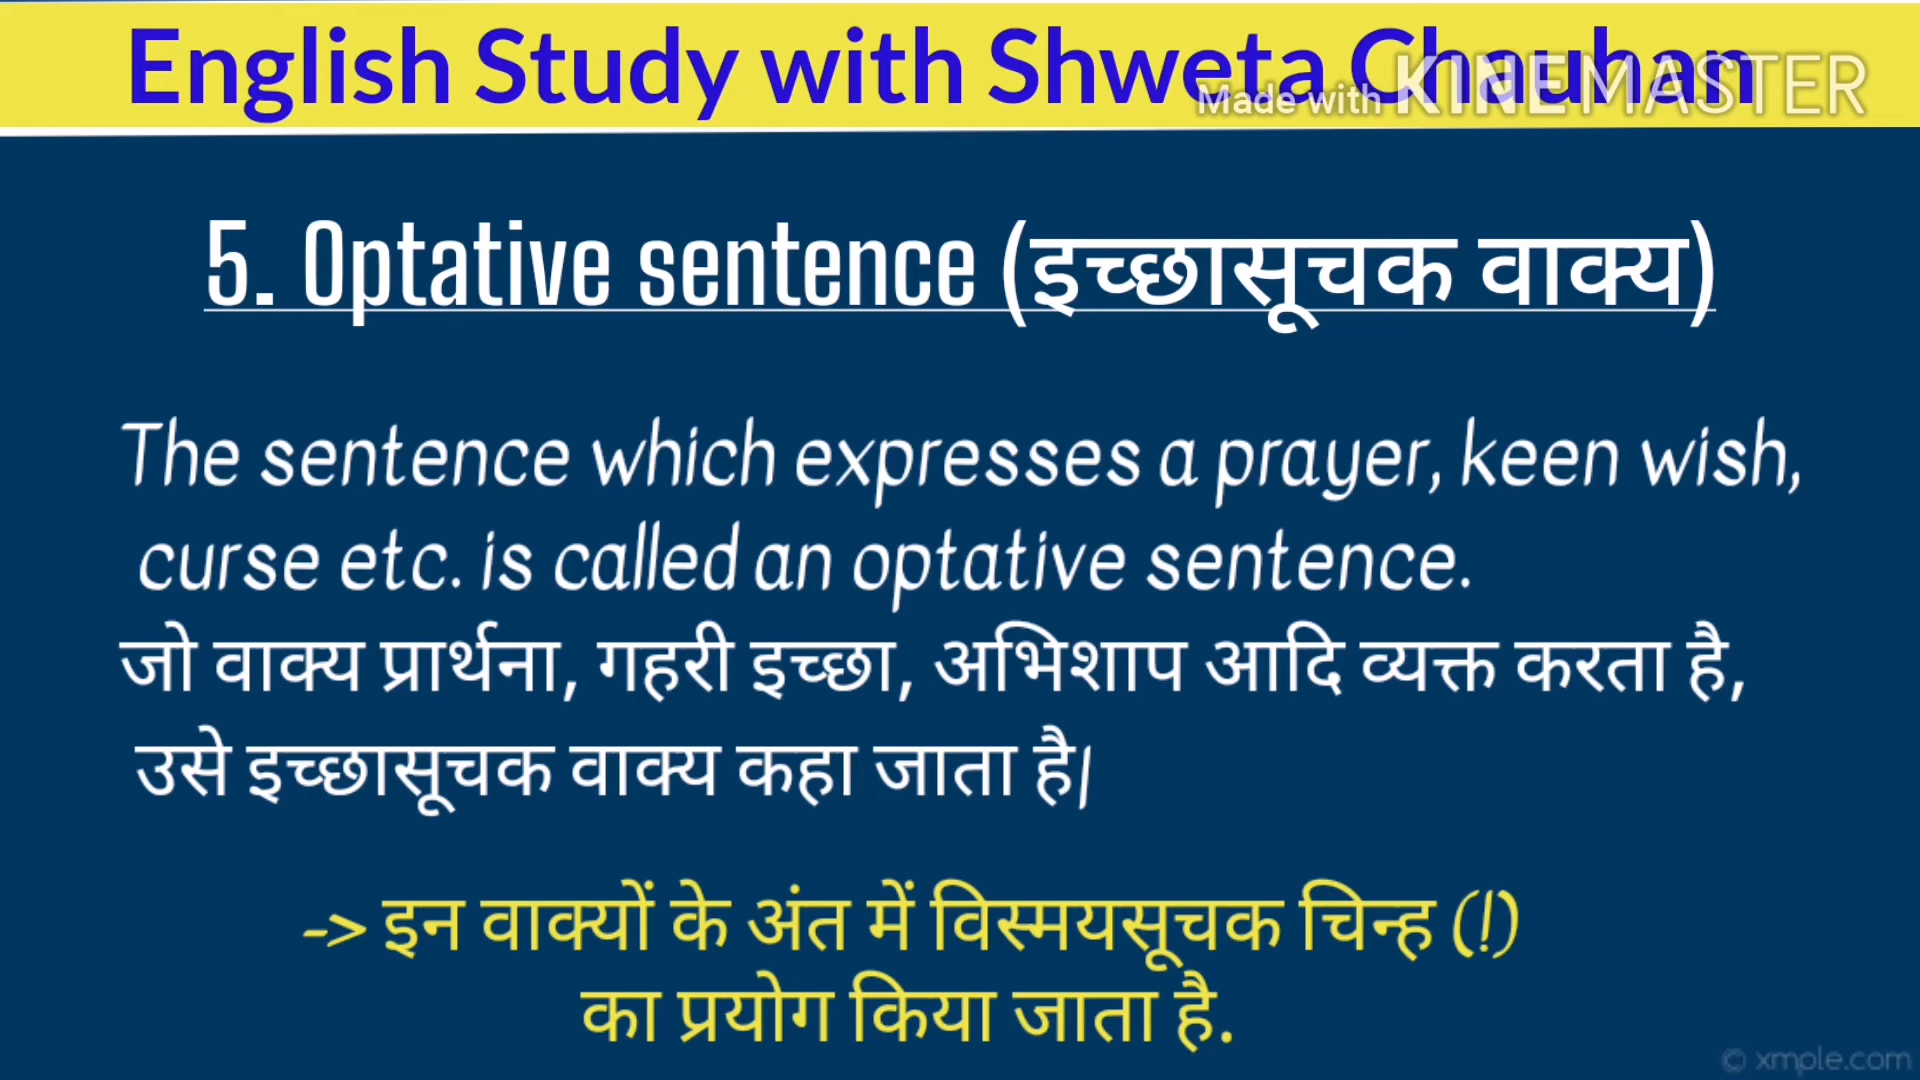 English Study with Shweta Chauhan
Made with KINEMASTER
5. Optative sentence (इच्छासूचक वाक्य)
The sentence which expresses a prayer, keen wish,
curse etc. is called an optative sentence.
जो वाक्य प्रार्थना, गहरी इच्छा, अभिशाप आदि व्यक्त करता है,
उसे इच्छासूचक वाक्य कहा जाता है|
-> इन वाक्यों के अंत में विस्मयसूचक चिन्ह (!)
का प्रयोग किया जाता है.
© xmple.com